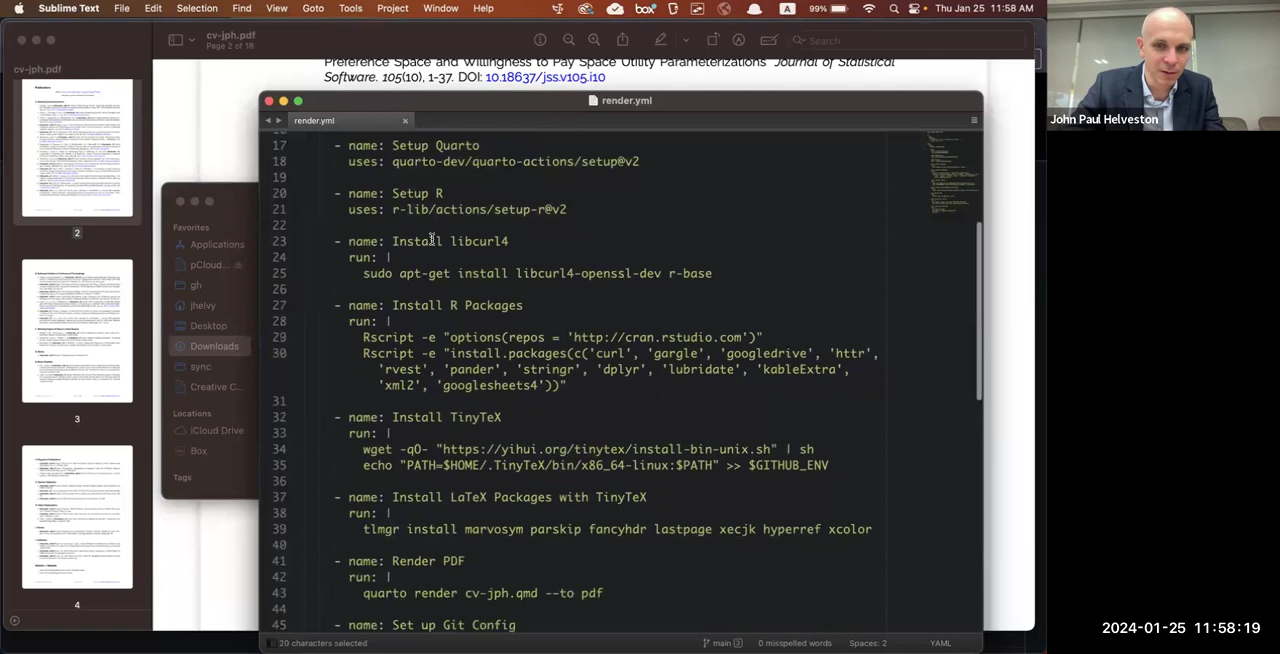 Sublime Text File Edit Selection Find View Goto Tools Project Window Help
box A 99% Thu Jan 25 11:58 AM
cv-jph.pdf
cv-jph.pdf
Page 2 of 18
Search
Preference Space and Willingness to Pay Space Utility Parameterizations" Journal of Statistical
Software. 105(10), 1-37. DOI: 10.18637/jss.v105.i10
John Paul Helveston
render.yml
render.yml
2
3
4
Favorites
Applications
pCloud...
gh
jhelvy
Desktop
Downloads
sync
Creative C...
Locations
iCloud Drive
Box
Tags
16
17 - name: Setup Quarto
18 uses: quarto-dev/quarto-actions/setup@v2
19
20 - name: Setup R
21 uses: r-lib/actions/setup-r@v2
22
23 - name: Install libcurl4
24 run: |
25 sudo apt-get install libcurl4-openssl-dev r-base
26
27 - name: Install R Packages
28 run: |
29 Rscript -e "options(repos = 'http://cran.rstudio.com')"
30 Rscript -e "install.packages(c('curl', 'gargle', 'googledrive', 'httr',
'rvest', 'pander', 'stringr', 'dplyr', 'lubridate', 'kableExtra',
'xml2', 'googlesheets4'))"
31
32 - name: Install TinyTeX
33 run: |
34 wget -qO- "https://yihui.org/tinytex/install-bin-unix.sh" | sh
35 echo "PATH=$HOME/.TinyTeX/bin/x86_64-linux:$PATH" >> $GITHUB_ENV
36
37 - name: Install LaTeX Packages with TinyTeX
38 run: |
39 tlmgr install marvosym parskip fancyhdr lastpage xecjk hyperref xcolor
40
41 - name: Render PDF
42 run: |
43 quarto render cv-jph.qmd --to pdf
44
45 - name: Set up Git Config
20 characters selected
main 3 0 misspelled words Spaces: 2 YAML
2024-01-25 11:58:19